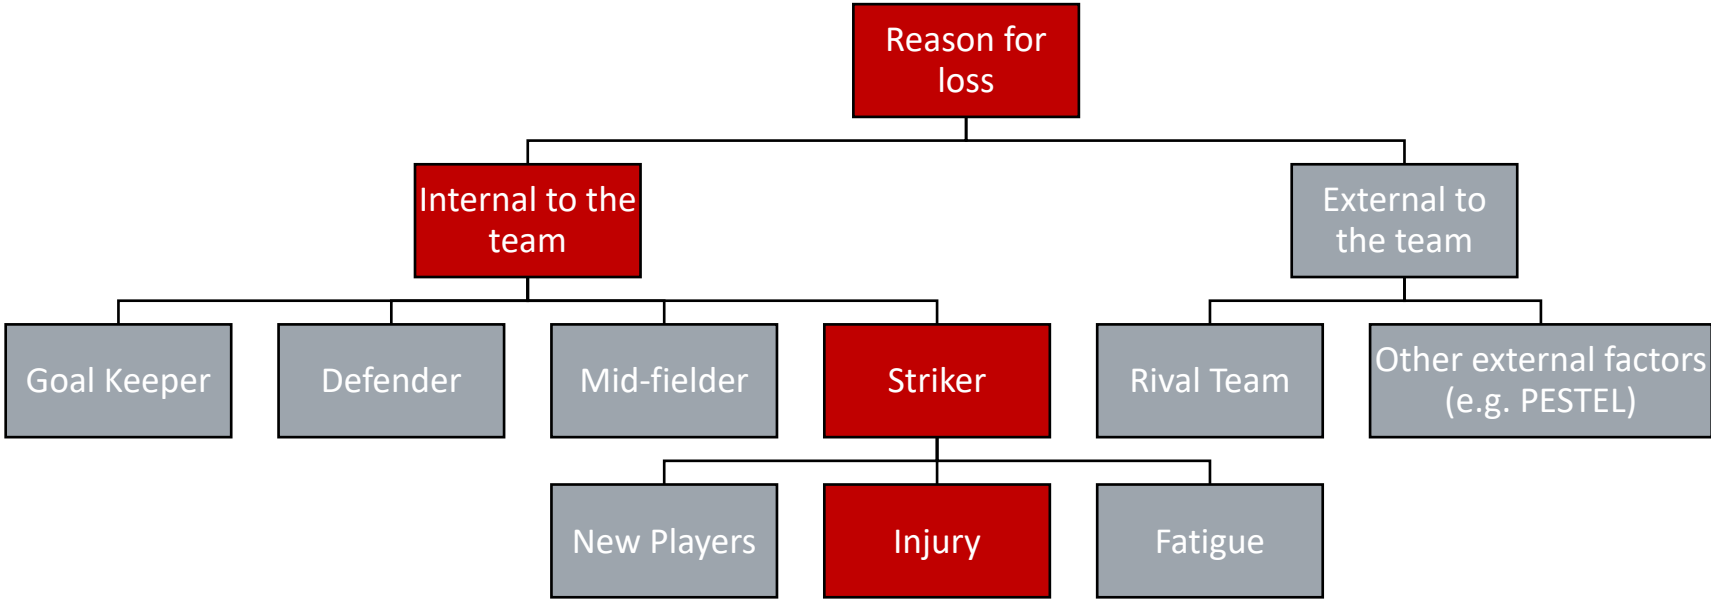 Reason for
loss
Internal to the
team
External to
the team
Goal Keeper
Defender
Mid-fielder
Striker
Rival Team
Other external factors
(e.g. PESTEL)
New Players
Injury
Fatigue